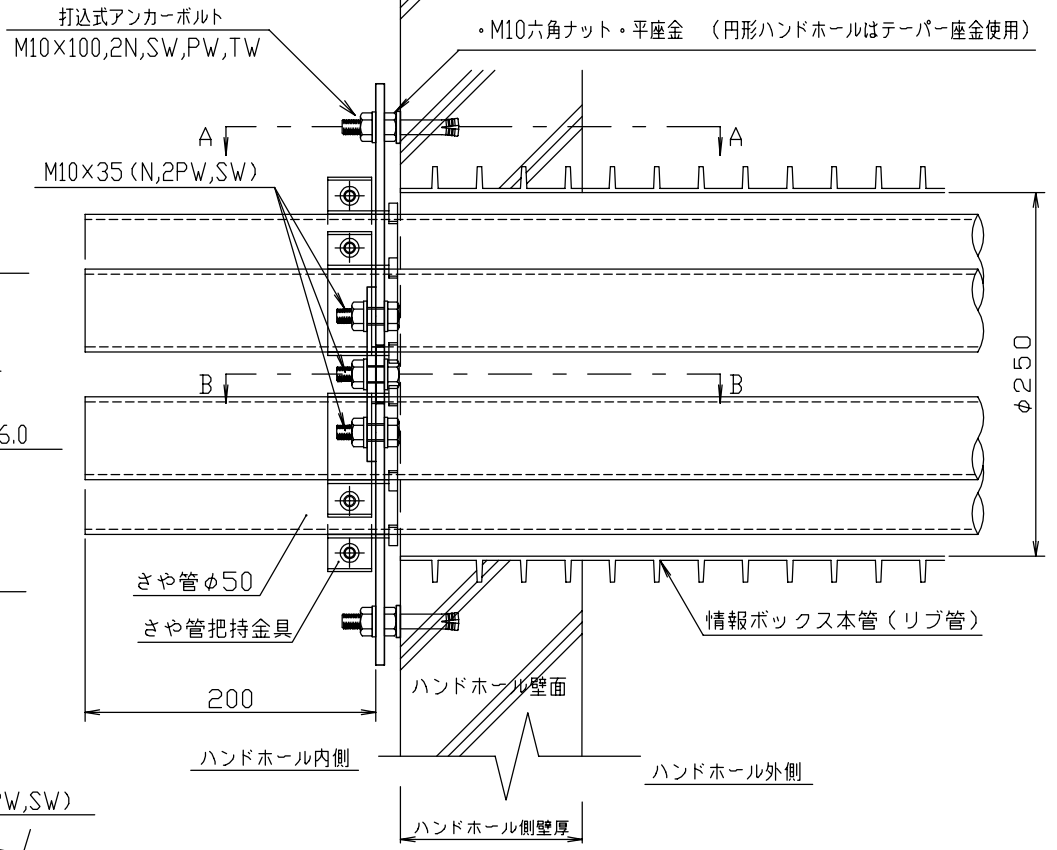 打込式アンカーボルト
M10×100,2N,SW,PW,TW
・M10六角ナット・平座金 （円形ハンドホールはテーパー座金使用）
A
A
M10×35(N,2PW,SW)
B
B
φ250
6.0
さや管φ50
さや管把持金具
情報ボックス本管(リブ管)
200
ハンドホール壁面
ハンドホール内側
ハンドホール外側
PW,SW)
ハンドホール側壁厚